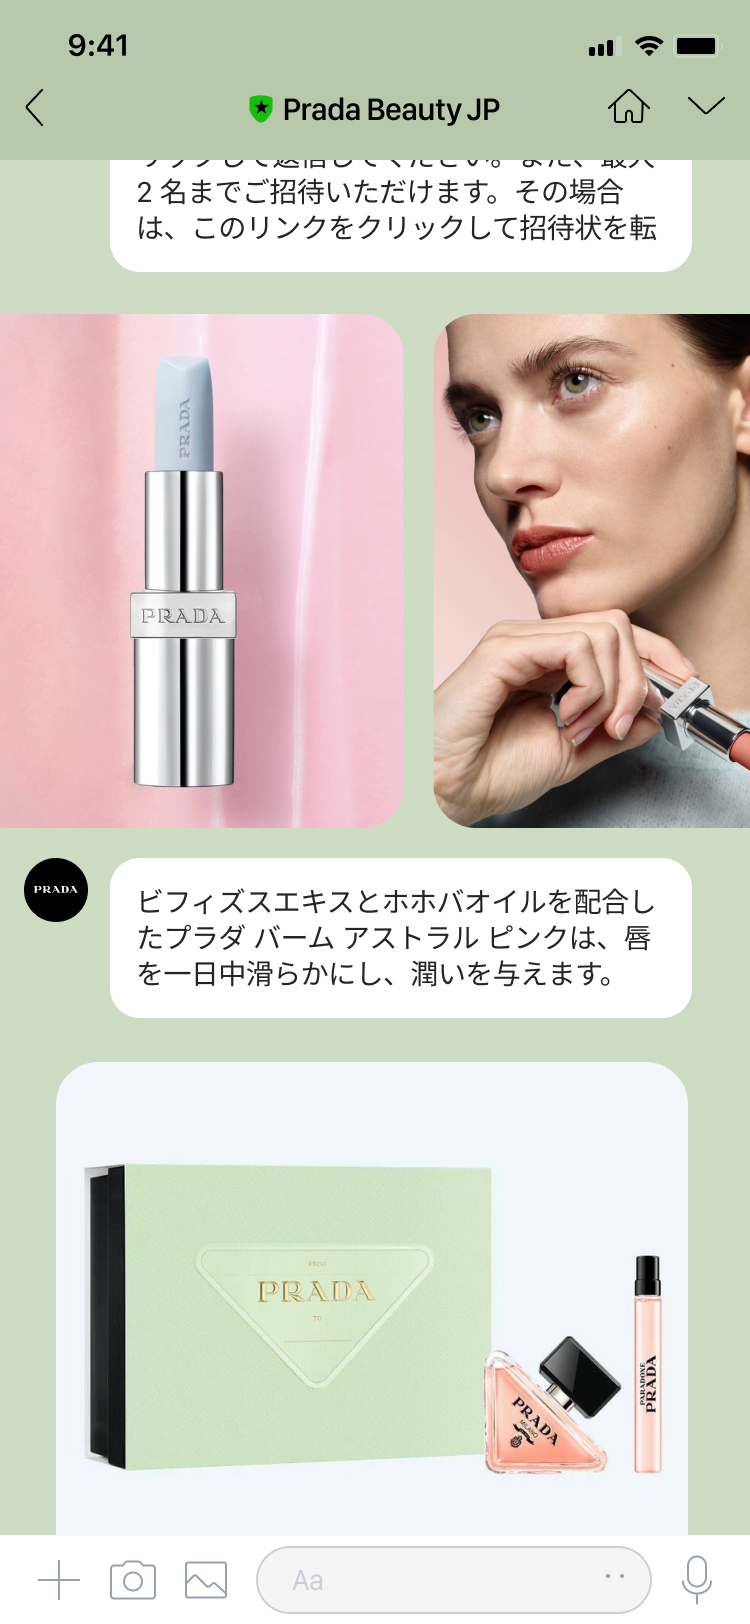 9:41
Prada Beauty JP
2 名までご招待いただけます。その場合
は、このリンクをクリックして招待状を転
PRADA
PRADA
PRADA
ビフィズスエキスとホホバオイルを配合し
たプラダ バーム アストラル ピンクは、唇
を一日中滑らかにし、潤いを与えます。
PRADA
PRADA
MILANO
PARADOXE
PRADA
Aa